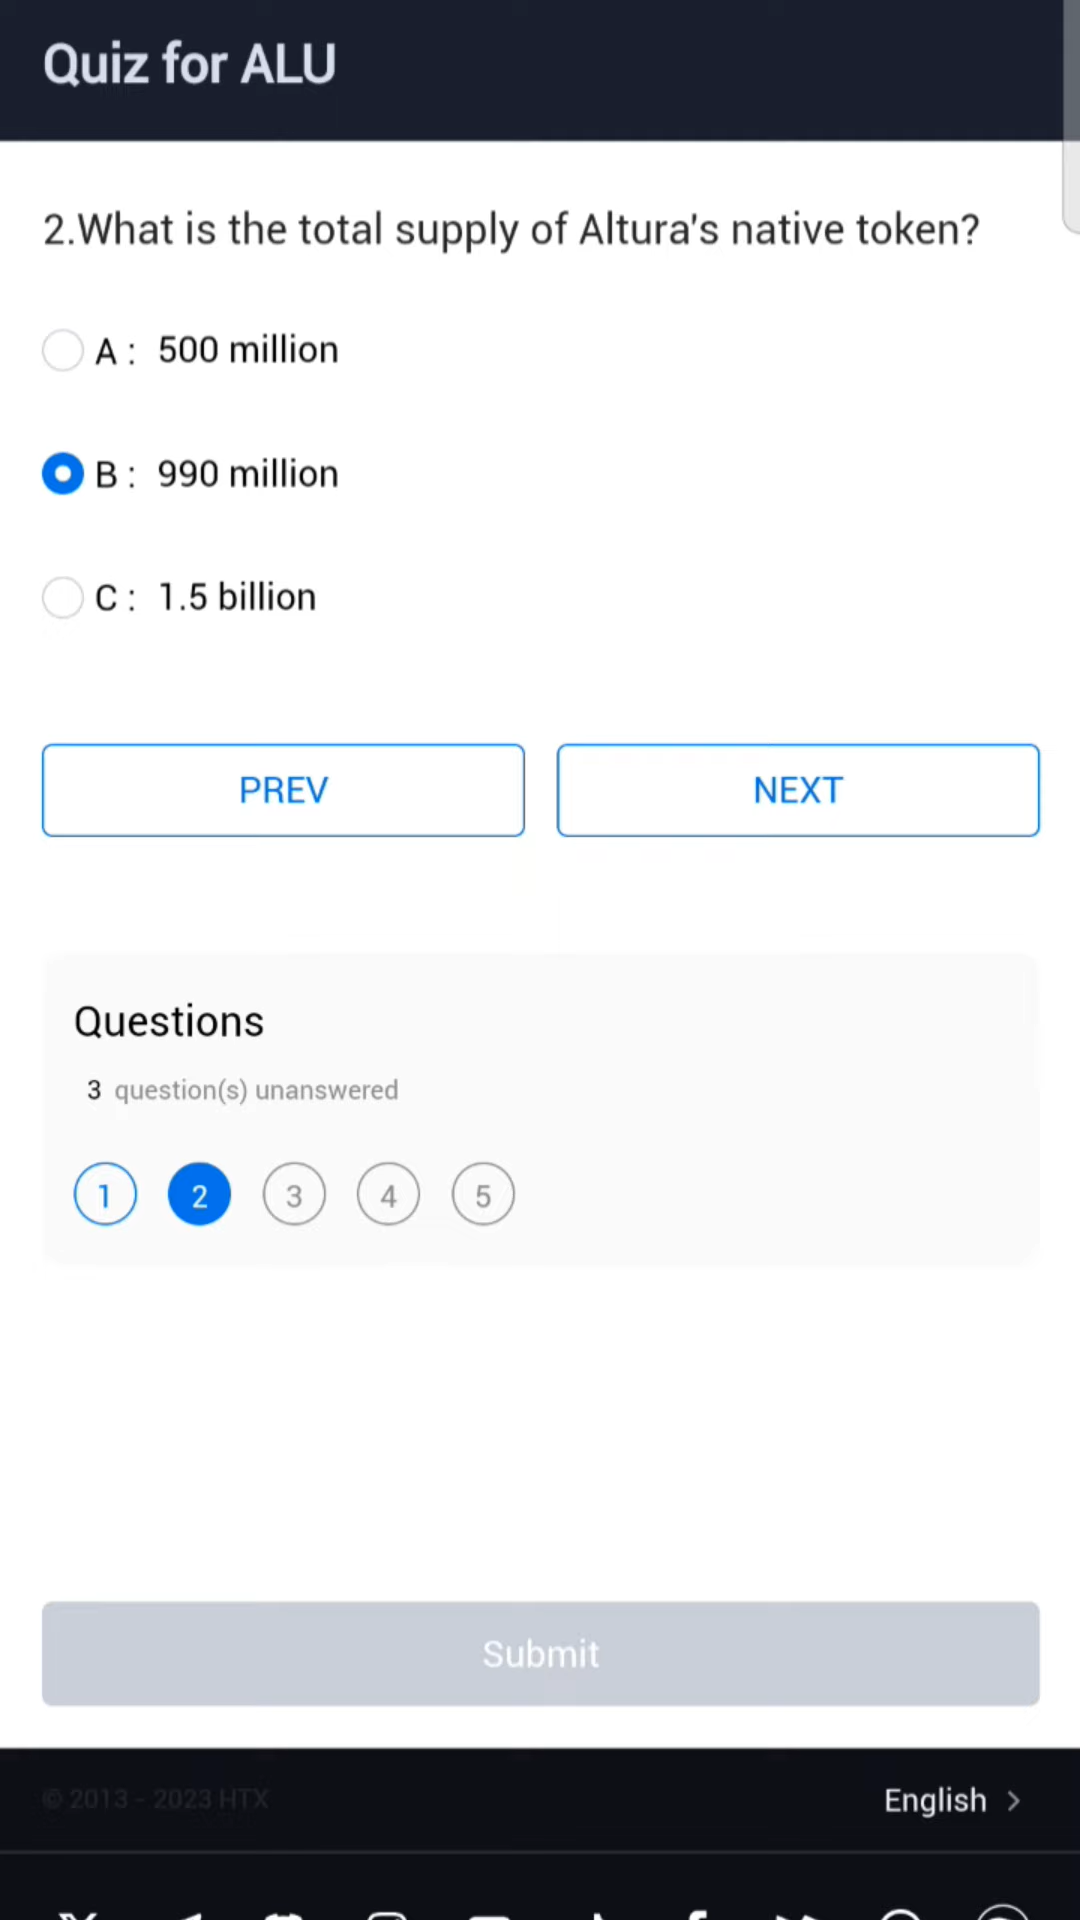 Quiz for ALU
2.What is the total supply of Altura's native token?
A : 500 million
B : 990 million
C : 1.5 billion
PREV
NEXT
Questions
3 question(s) unanswered
1 2 3 4 5
Submit
© 2013 - 2023 HTX
English >